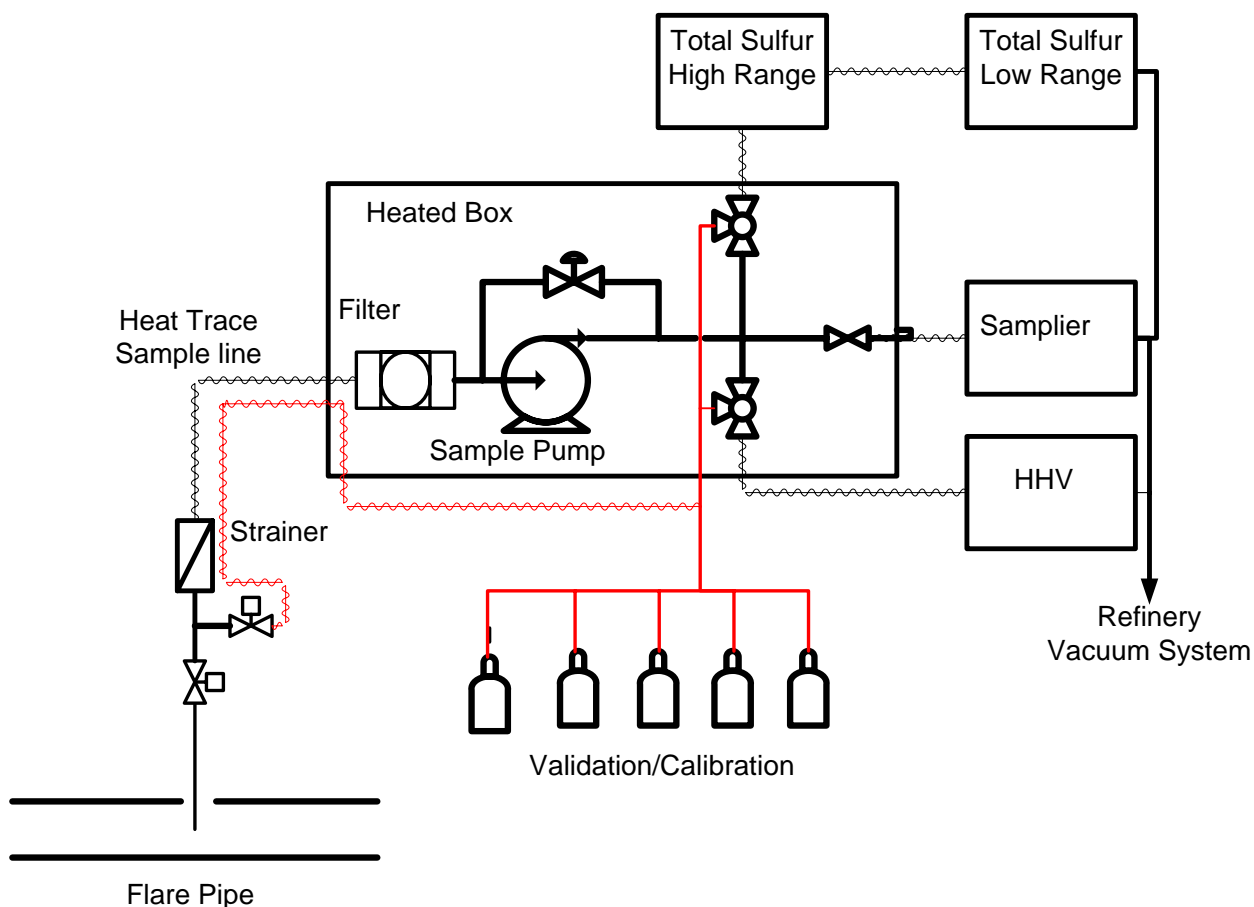 Total Sulfur
High Range
Total Sulfur
Low Range
Heated Box
Filter
Heat Trace
Sample line
Samplier
Sample Pump
HHV
Strainer
Refinery
Vacuum System
Validation/Calibration
Flare Pipe